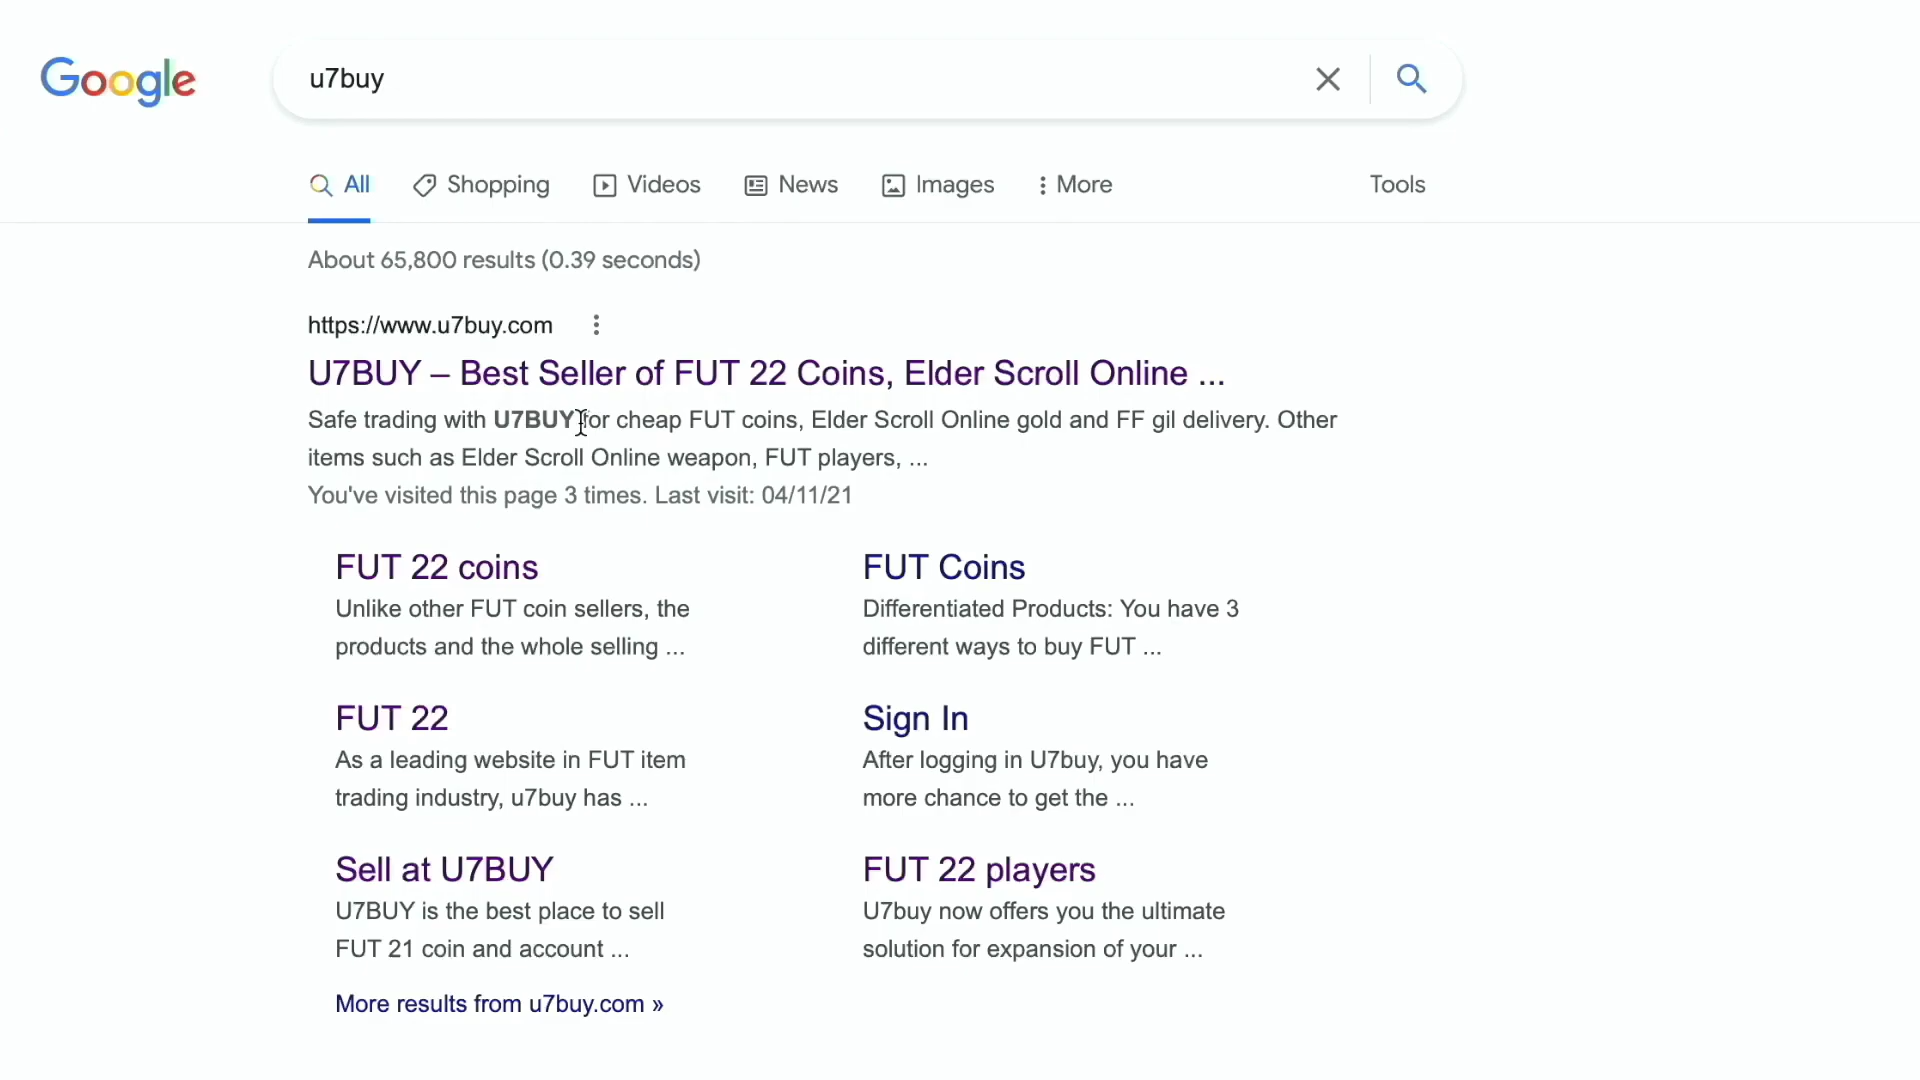 Google
u7buy
All Shopping Videos News Images More Tools
About 65,800 results (0.39 seconds)
https://www.u7buy.com
U7BUY – Best Seller of FUT 22 Coins, Elder Scroll Online ...
Safe trading with U7BUY for cheap FUT coins, Elder Scroll Online gold and FF gil delivery. Other
items such as Elder Scroll Online weapon, FUT players, ...
You've visited this page 3 times. Last visit: 04/11/21
FUT 22 coins
Unlike other FUT coin sellers, the
products and the whole selling ...
FUT Coins
Differentiated Products: You have 3
different ways to buy FUT ...
FUT 22
As a leading website in FUT item
trading industry, u7buy has ...
Sign In
After logging in U7buy, you have
more chance to get the ...
Sell at U7BUY
U7BUY is the best place to sell
FUT 21 coin and account ...
FUT 22 players
U7buy now offers you the ultimate
solution for expansion of your ...
More results from u7buy.com »